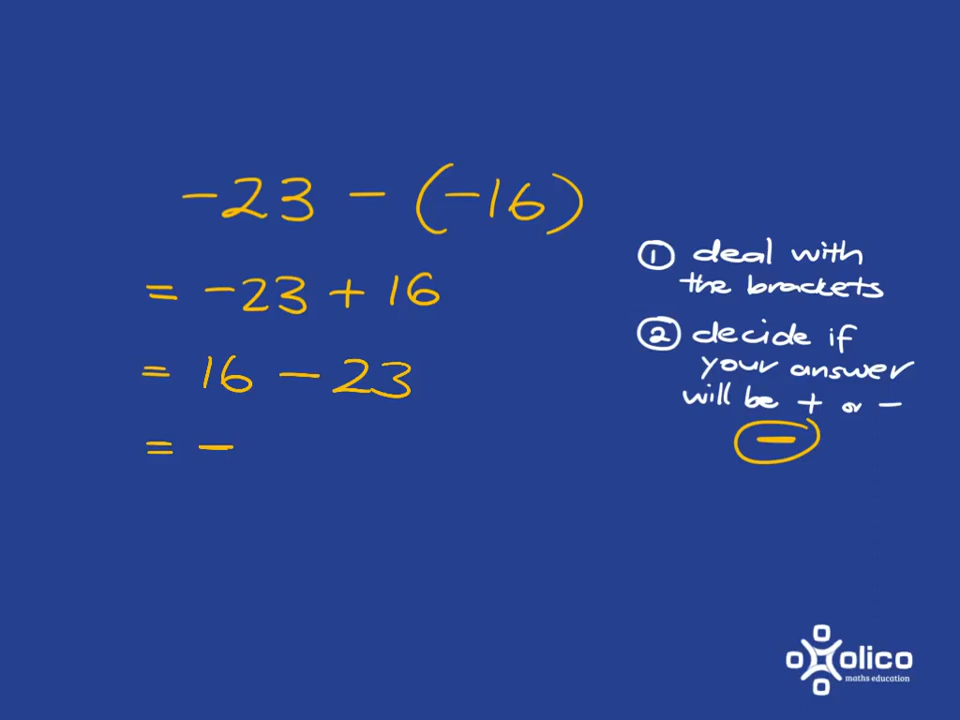 -23 - (-16)
= -23 + 16
= 16 - 23
= -
① deal with
the brackets
② decide if
your answer
will be + or -
-
olico
maths education